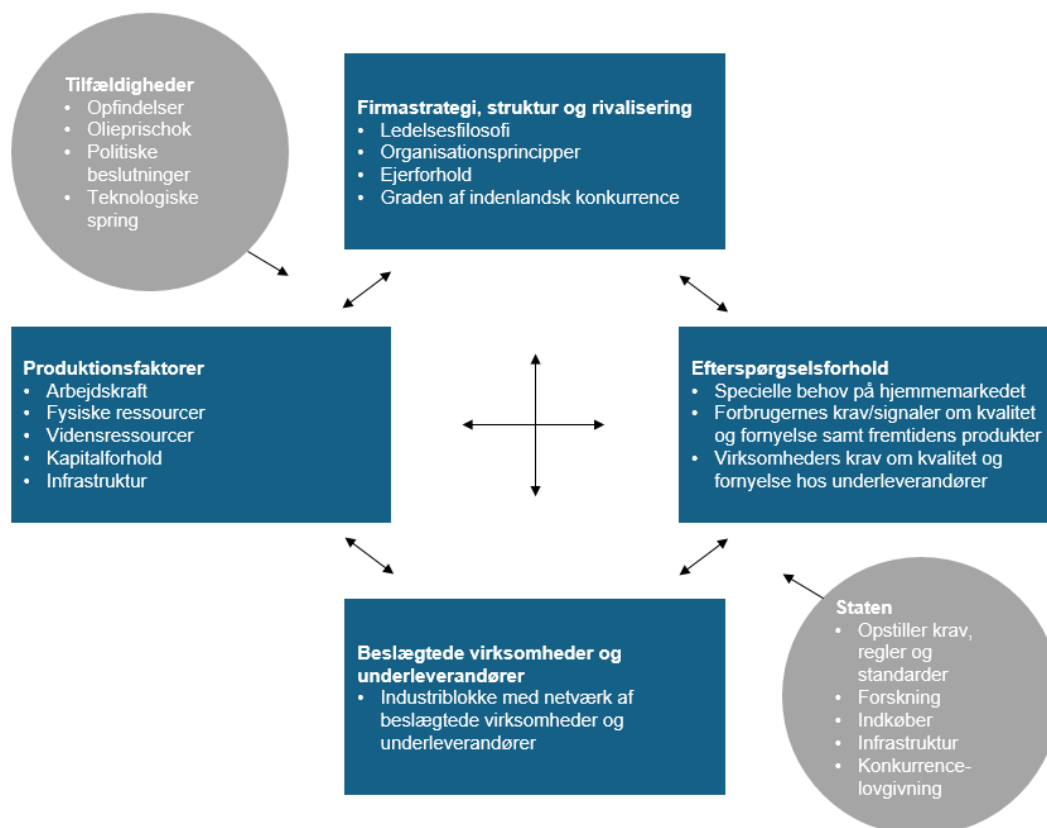 Tilfældigheder
• Opfindelser
• Olieprischok
• Politiske
beslutninger
• Teknologiske
spring
Firmastrategi, struktur og rivalisering
• Ledelsesfilosofi
• Organisationsprincipper
• Ejerforhold
• Graden af indenlandsk konkurrence
Produktionsfaktorer
• Arbejdskraft
• Fysiske ressourcer
• Vidensressourcer
• Kapitalforhold
• Infrastruktur
Efterspørgselsforhold
• Specielle behov på hjemmemarkedet
• Forbrugernes krav/signaler om kvalitet
og fornyelse samt fremtidens produkter
• Virksomheders krav om kvalitet og
fornyelse hos underleverandører
Beslægtede virksomheder og
underleverandører
• Industriblokke med netværk af
beslægtede virksomheder og
underleverandører
Staten
• Opstiller krav,
regler og
standarder
• Forskning
• Indkøber
• Infrastruktur
• Konkurrence-
lovgivning